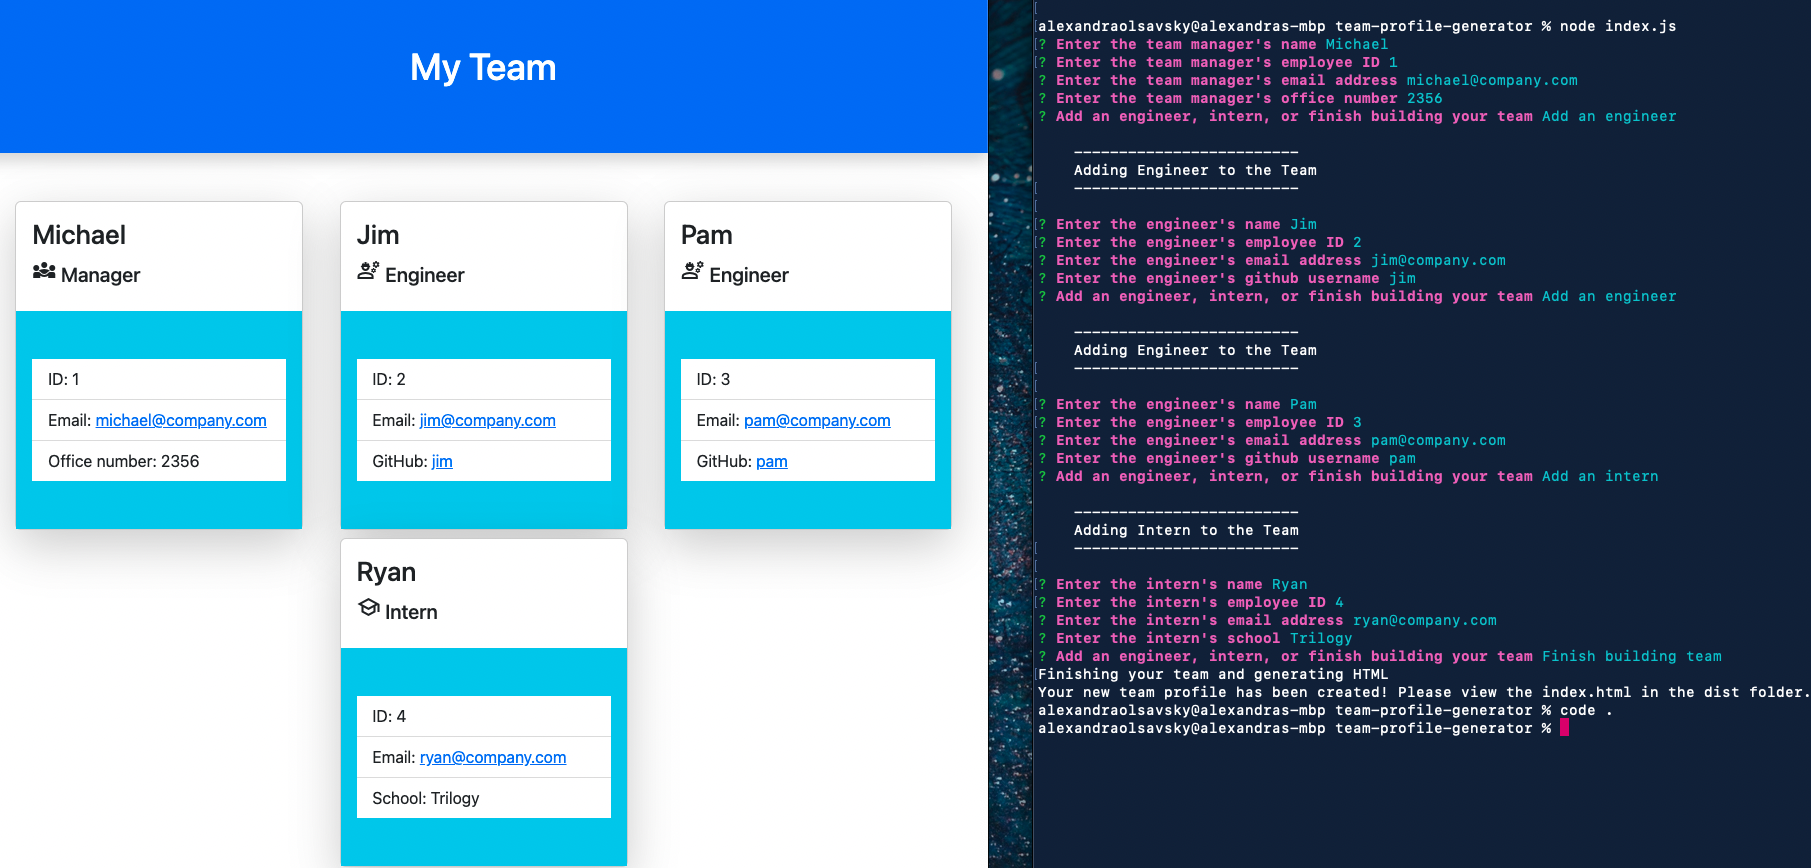 My Team
Michael
Manager
ID: 1
Email: michael@company.com
Office number: 2356
Jim
Engineer
ID: 2
Email: jim@company.com
GitHub: jim
Pam
Engineer
ID: 3
Email: pam@company.com
GitHub: pam
Ryan
Intern
ID: 4
Email: ryan@company.com
School: Trilogy
alexandraolsavsky@alexandras-mbp team-profile-generator % node index.js
? Enter the team manager's name Michael
? Enter the team manager's employee ID 1
? Enter the team manager's email address michael@company.com
? Enter the team manager's office number 2356
? Add an engineer, intern, or finish building your team Add an engineer
-------------------------
Adding Engineer to the Team
-------------------------
? Enter the engineer's name Jim
? Enter the engineer's employee ID 2
? Enter the engineer's email address jim@company.com
? Enter the engineer's github username jim
? Add an engineer, intern, or finish building your team Add an engineer
-------------------------
Adding Engineer to the Team
-------------------------
? Enter the engineer's name Pam
? Enter the engineer's employee ID 3
? Enter the engineer's email address pam@company.com
? Enter the engineer's github username pam
? Add an engineer, intern, or finish building your team Add an intern
-------------------------
Adding Intern to the Team
-------------------------
? Enter the intern's name Ryan
? Enter the intern's employee ID 4
? Enter the intern's email address ryan@company.com
? Enter the intern's school Trilogy
? Add an engineer, intern, or finish building your team Finish building team
Finishing your team and generating HTML
Your new team profile has been created! Please view the index.html in the dist folder.
alexandraolsavsky@alexandras-mbp team-profile-generator % code .
alexandraolsavsky@alexandras-mbp team-profile-generator %